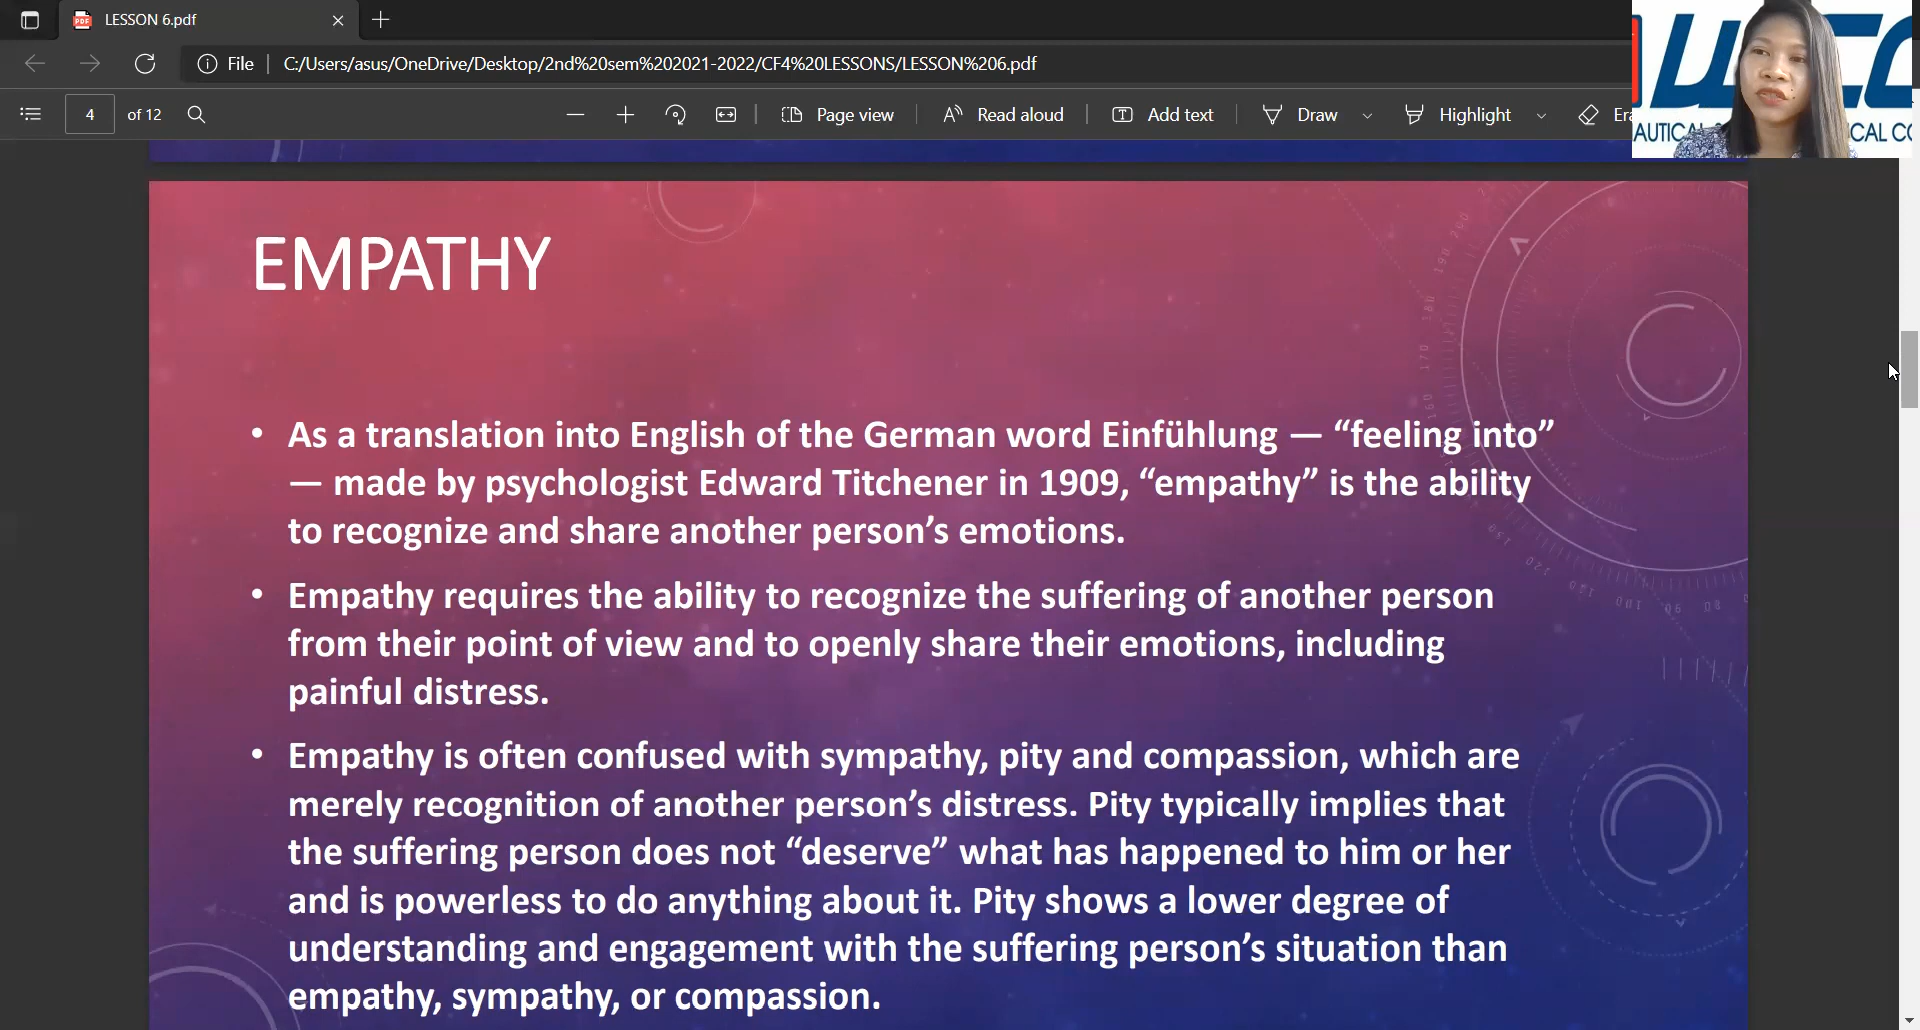 LESSON 6.pdf
File C:/Users/asus/OneDrive/Desktop/2nd%20sem%202021-2022/CF4%20LESSONS/LESSON%206.pdf
4 of 12 Page view Read aloud Add text Draw Highlight
AUTICAL ICAL CO
EMPATHY
• As a translation into English of the German word Einfühlung — “feeling into”
— made by psychologist Edward Titchener in 1909, “empathy” is the ability
to recognize and share another person’s emotions.
• Empathy requires the ability to recognize the suffering of another person
from their point of view and to openly share their emotions, including
painful distress.
• Empathy is often confused with sympathy, pity and compassion, which are
merely recognition of another person’s distress. Pity typically implies that
the suffering person does not “deserve” what has happened to him or her
and is powerless to do anything about it. Pity shows a lower degree of
understanding and engagement with the suffering person’s situation than
empathy, sympathy, or compassion.